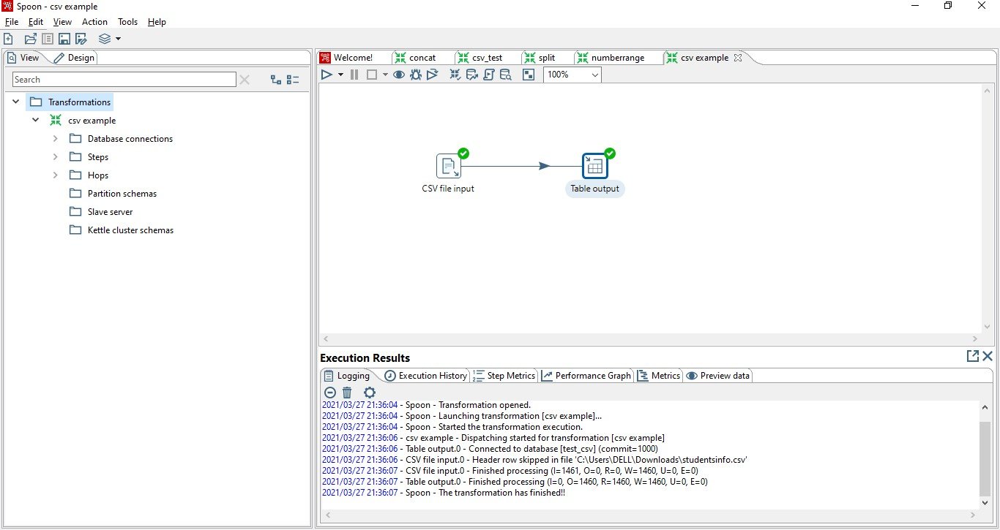 Spoon - csv example
File Edit View Action Tools Help
View Design
Search
Transformations
csv example
Database connections
Steps
Hops
Partition schemas
Slave server
Kettle cluster schemas
Welcome! concat csv_test split numberrange csv example
100%
CSV file input Table output
Execution Results
Logging Execution History Step Metrics Performance Graph Metrics Preview data
2021/03/27 21:36:04 - Spoon - Transformation opened.
2021/03/27 21:36:04 - Spoon - Launching transformation [csv example]...
2021/03/27 21:36:04 - Spoon - Started the transformation execution.
2021/03/27 21:36:06 - csv example - Dispatching started for transformation [csv example]
2021/03/27 21:36:06 - Table output.0 - Connected to database [test_csv] (commit=1000)
2021/03/27 21:36:06 - CSV file input.0 - Header row skipped in file 'C:\Users\DELL\Downloads\studentsinfo.csv'
2021/03/27 21:36:07 - CSV file input.0 - Finished processing (I=1461, O=0, R=0, W=1460, U=0, E=0)
2021/03/27 21:36:07 - Table output.0 - Finished processing (I=0, O=1460, R=1460, W=1460, U=0, E=0)
2021/03/27 21:36:07 - Spoon - The transformation has finished!!